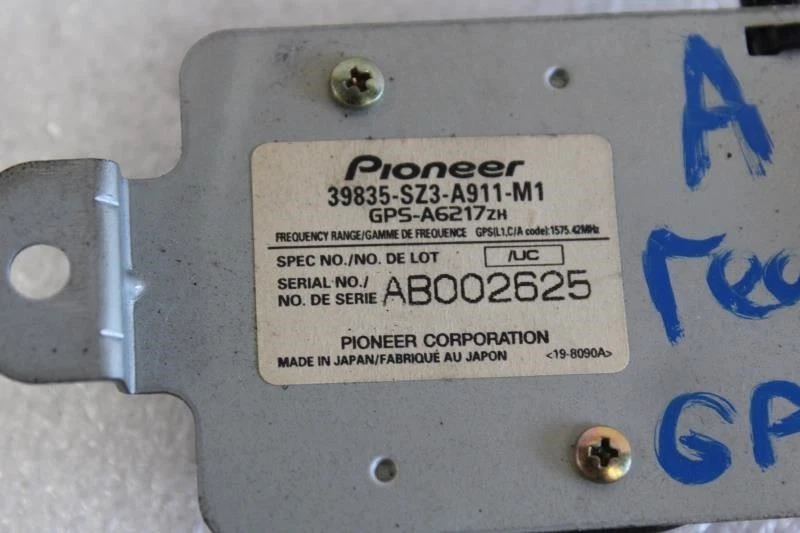 Pioneer
39835-SZ3-A911-M1
GPS-A6217ZH
FREQUENCY RANGE/GAMME DE FREQUENCE GPS(L1,C/A code):1575.42MHz
SPEC NO./NO. DE LOT /UC
SERIAL NO./
NO. DE SERIE AB002625
PIONEER CORPORATION
MADE IN JAPAN/FABRIQUÉ AU JAPON <19-8090A>
A